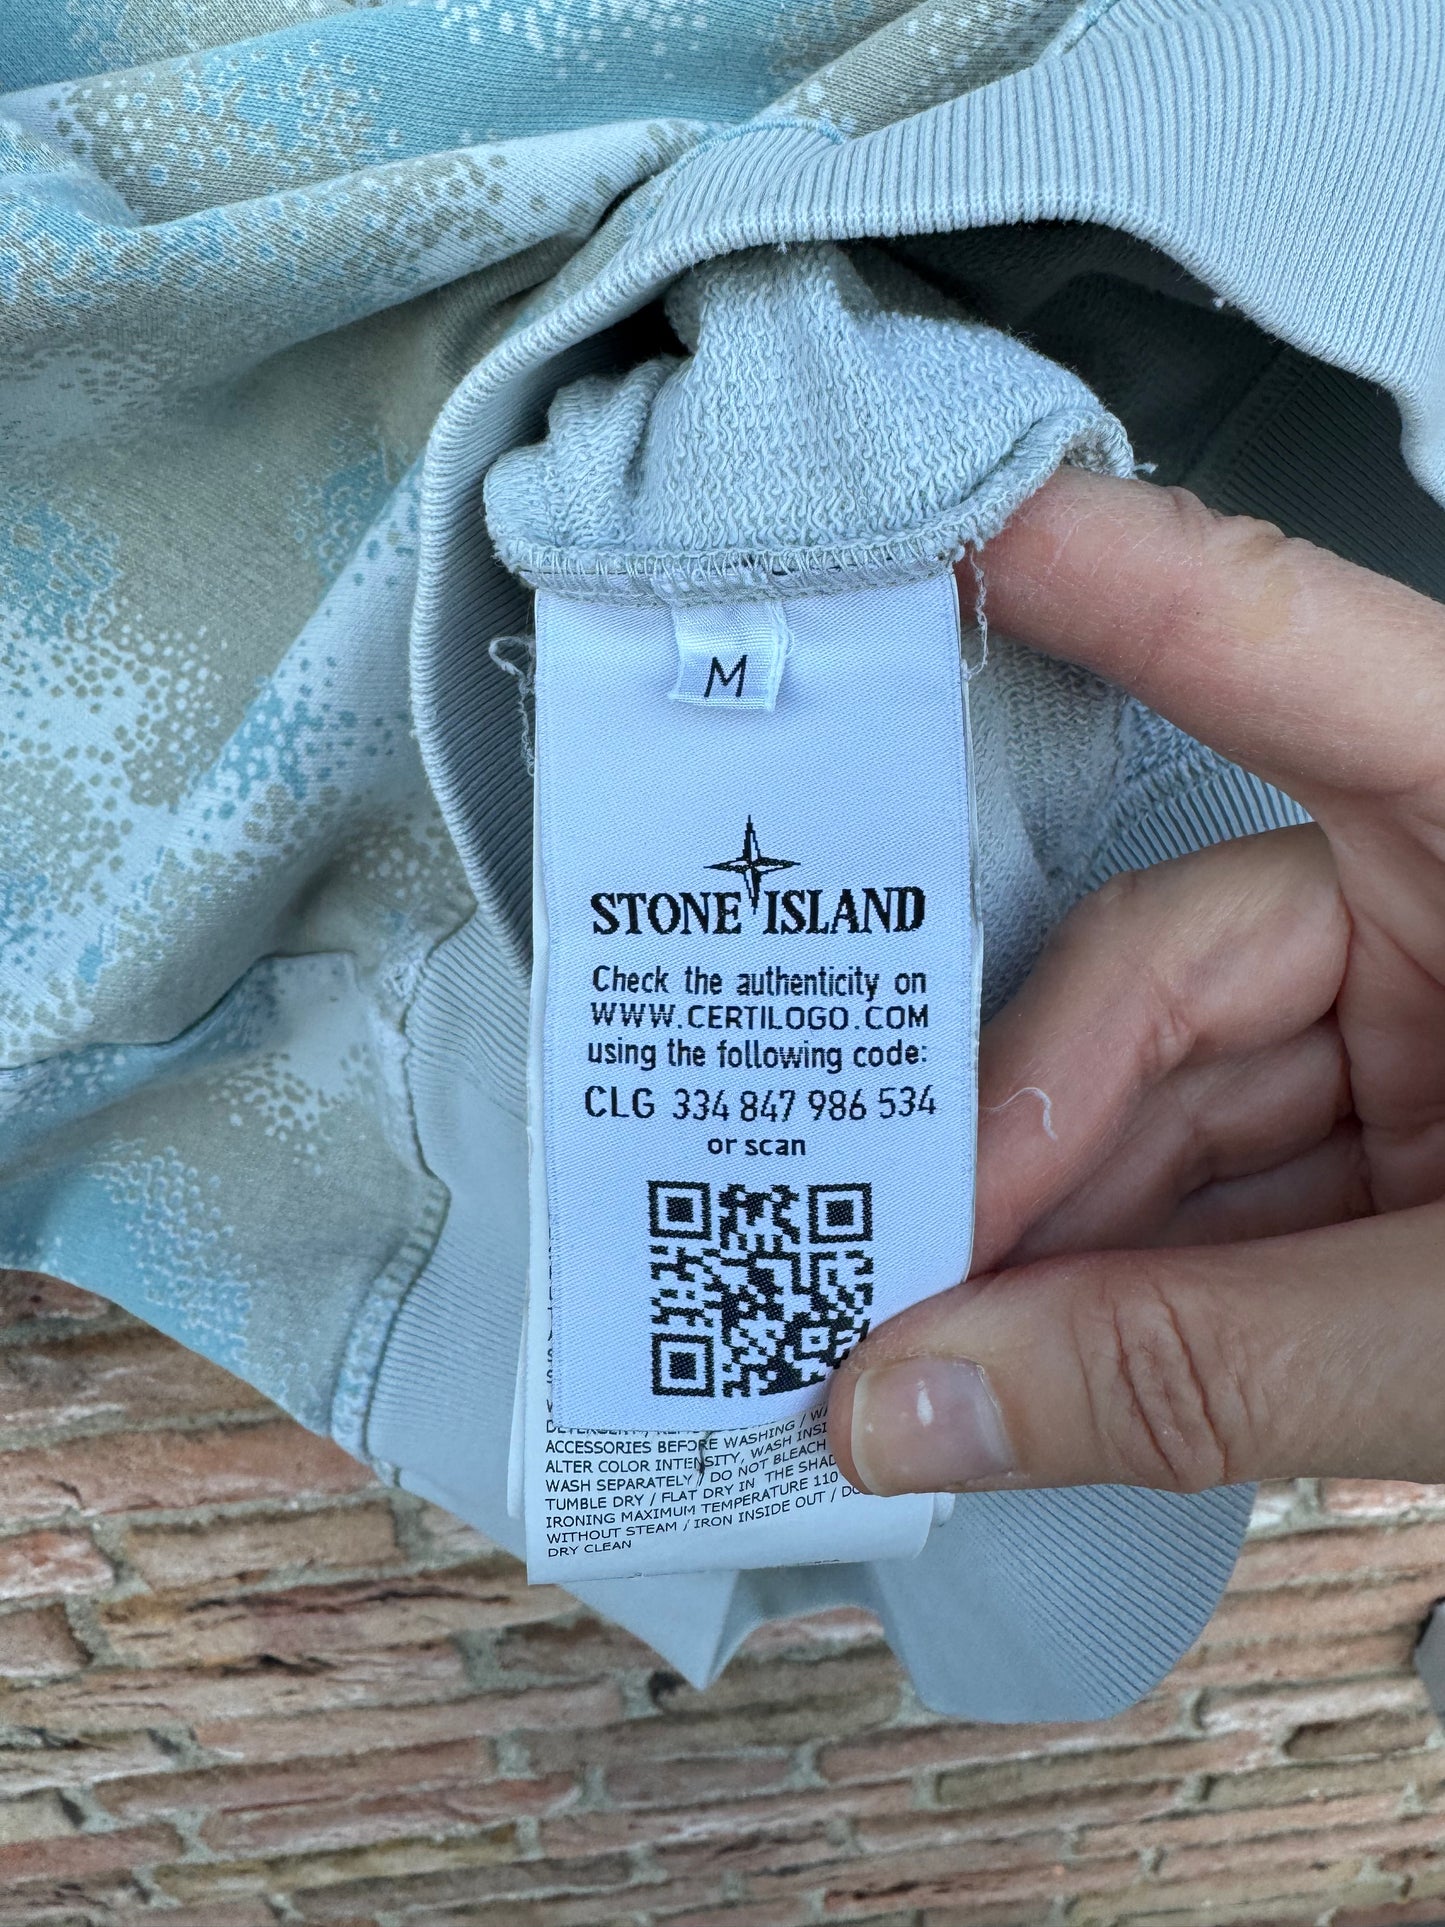 M
STONE ISLAND
Check the authenticity on
WWW.CERTILOGO.COM
using the following code:
CLG 334 847 986 534
or scan
ACCESSORIES BEFORE WASHING /
ALTER COLOR INTENSITY, WASH
WASH SEPARATELY / DO NOT BLEACH
TUMBLE DRY / FLAT DRY IN THE
IRONING MAXIMUM TEMPERATURE 110
WITHOUT STEAM / IRON INSIDE OUT /
DRY CLEAN